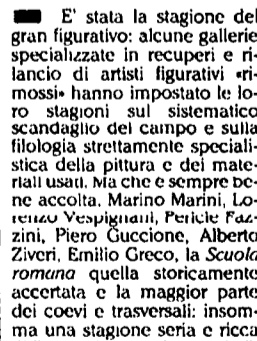 E' stata la stagione del
gran figurativo: alcune gallerie
specializzate in recuperi e ri-
lancio di artisti figurativi «ri-
mossi» hanno impostato le lo-
ro stagioni sul sistematico
scandaglio del campo e sulla
filologia strettamente speciali-
stica della pittura e dei mate-
riali usati. Ma che è sempre be-
ne accolta. Marino Marini, Lo-
renzo Vespignani, Pericle Faz-
zini, Piero Guccione, Alberto
Ziveri, Emilio Greco, la Scuola
romana quella storicamente
accertata e la maggior parte
dei coevi e trasversali: insom-
ma una stagione seria e ricca